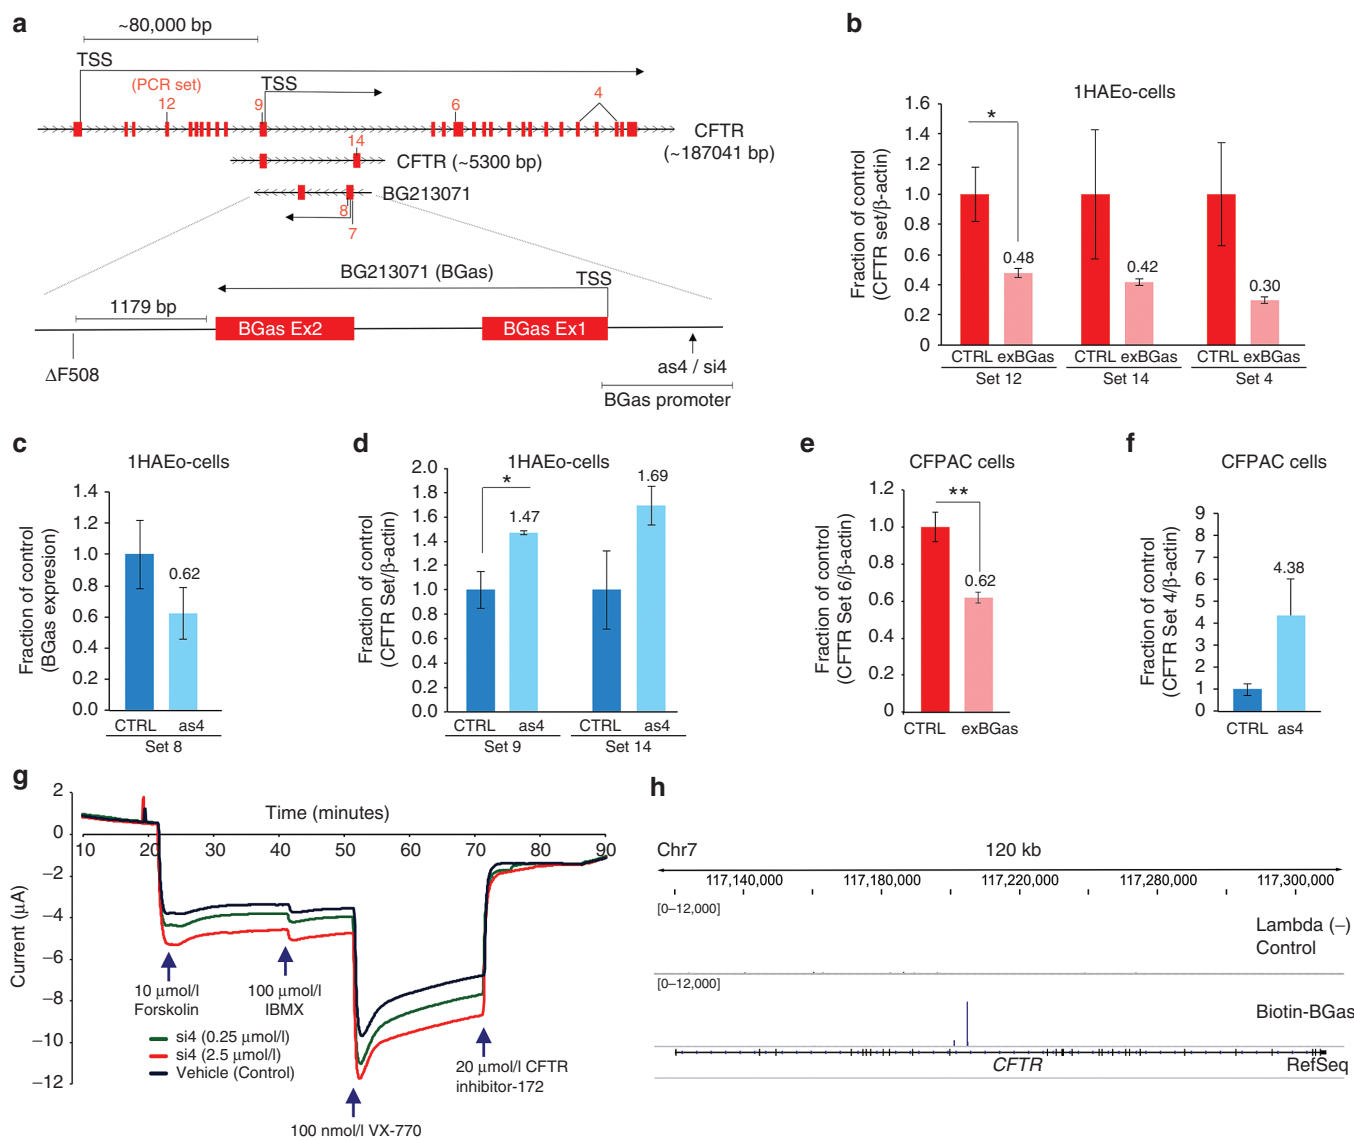 a
~80,000 bp
TSS
(PCR set)
TSS
12
9
6
4
CFTR
(~187041 bp)
14
CFTR (~5300 bp)
BG213071
8
7
BG213071 (BGas)
TSS
1179 bp
BGas Ex2
BGas Ex1
ΔF508
as4 / si4
BGas promoter
b
1HAEo-cells
Fraction of control
(CFTR set/β-actin)
1.6
1.4
1.2
1.0
0.8
0.6
0.4
0.2
0
*
0.48
0.42
0.30
CTRL exBGas
CTRL exBGas
CTRL exBGas
Set 12
Set 14
Set 4
c
1HAEo-cells
Fraction of control
(BGas expresion)
1.4
1.2
1.0
0.8
0.6
0.4
0.2
0.0
0.62
CTRL
as4
Set 8
d
1HAEo-cells
Fraction of control
(CFTR Set/β-actin)
2.0
1.8
1.6
1.4
1.2
1.0
0.8
0.6
0.4
0.2
0.0
*
1.47
1.69
CTRL
as4
CTRL
as4
Set 9
Set 14
e
CFPAC cells
Fraction of control
(CFTR Set 6/β-actin)
1.2
1.0
0.8
0.6
0.4
0.2
0
**
0.62
CTRL
exBGas
f
CFPAC cells
Fraction of control
(CFTR Set 4/β-actin)
9
8
7
6
5
4
3
2
1
0
4.38
CTRL
as4
g
Time (minutes)
Current (µA)
2
0
−2
−4
−6
−8
−10
−12
10
20
30
40
50
60
70
80
90
10 µmol/l
Forskolin
100 µmol/l
IBMX
si4 (0.25 µmol/l)
si4 (2.5 µmol/l)
Vehicle (Control)
20 µmol/l CFTR
inhibitor-172
100 nmol/l VX-770
h
Chr7
120 kb
117,140,000
117,180,000
117,220,000
117,280,000
117,300,000
[0–12,000]
Lambda (–)
Control
[0–12,000]
Biotin-BGas
CFTR
RefSeq